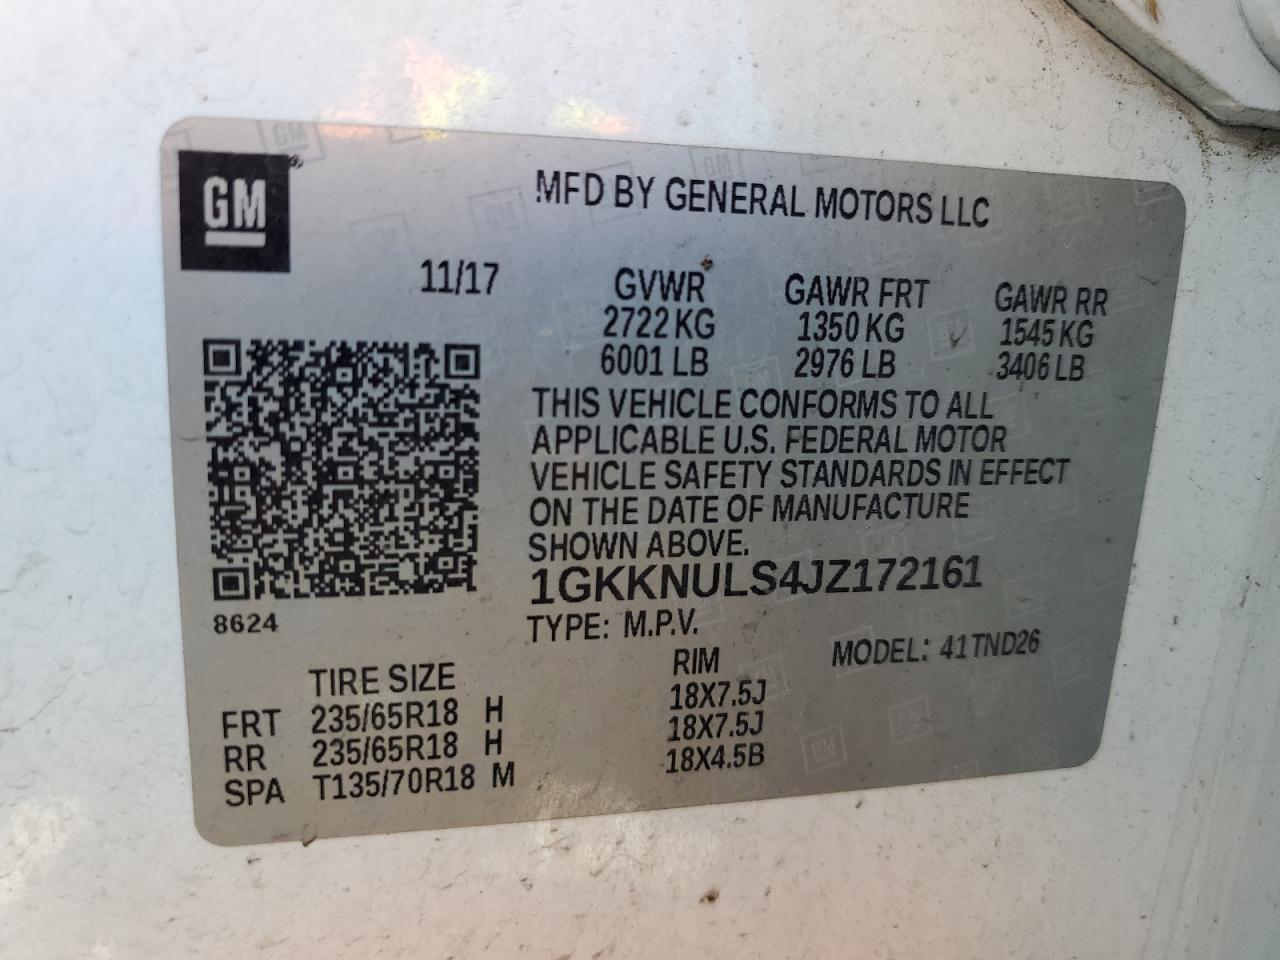 GM
MFD BY GENERAL MOTORS LLC
11/17 GVWR GAWR FRT GAWR RR
2722 KG 1350 KG 1545 KG
6001 LB 2976 LB 3406 LB
THIS VEHICLE CONFORMS TO ALL
APPLICABLE U.S. FEDERAL MOTOR
VEHICLE SAFETY STANDARDS IN EFFECT
ON THE DATE OF MANUFACTURE
SHOWN ABOVE.
1GKKNULS4JZ172161
8624
TYPE: M.P.V. MODEL: 41TND26
TIRE SIZE RIM
FRT 235/65R18 H 18X7.5J
RR 235/65R18 H 18X7.5J
SPA T135/70R18 M 18X4.5B